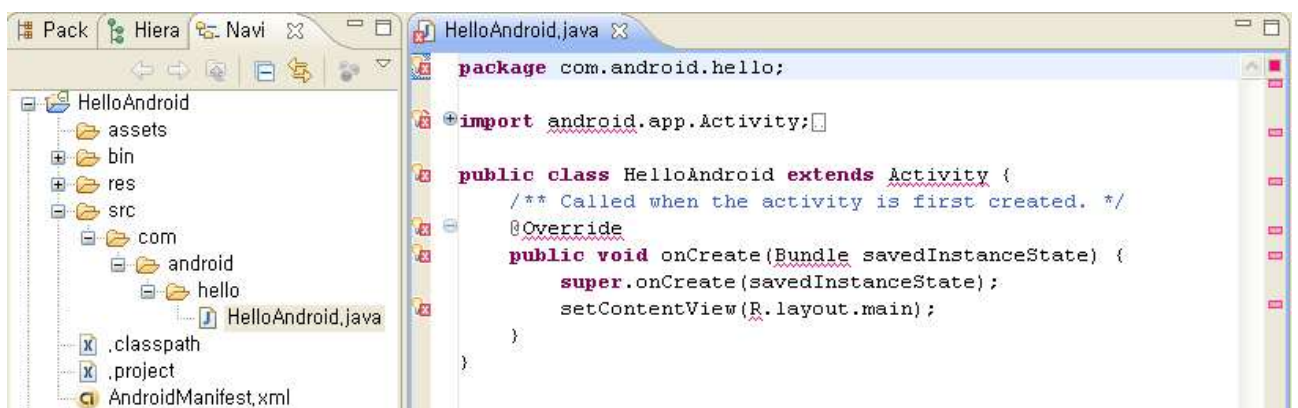 Pack Hiera Navi
HelloAndroid
assets
bin
res
src
com
android
hello
HelloAndroid,java
,classpath
,project
AndroidManifest,xml
HelloAndroid,java
package com.android.hello;
import android.app.Activity;
public class HelloAndroid extends Activity {
/** Called when the activity is first created. */
@Override
public void onCreate(Bundle savedInstanceState) {
super.onCreate(savedInstanceState);
setContentView(R.layout.main);
}
}